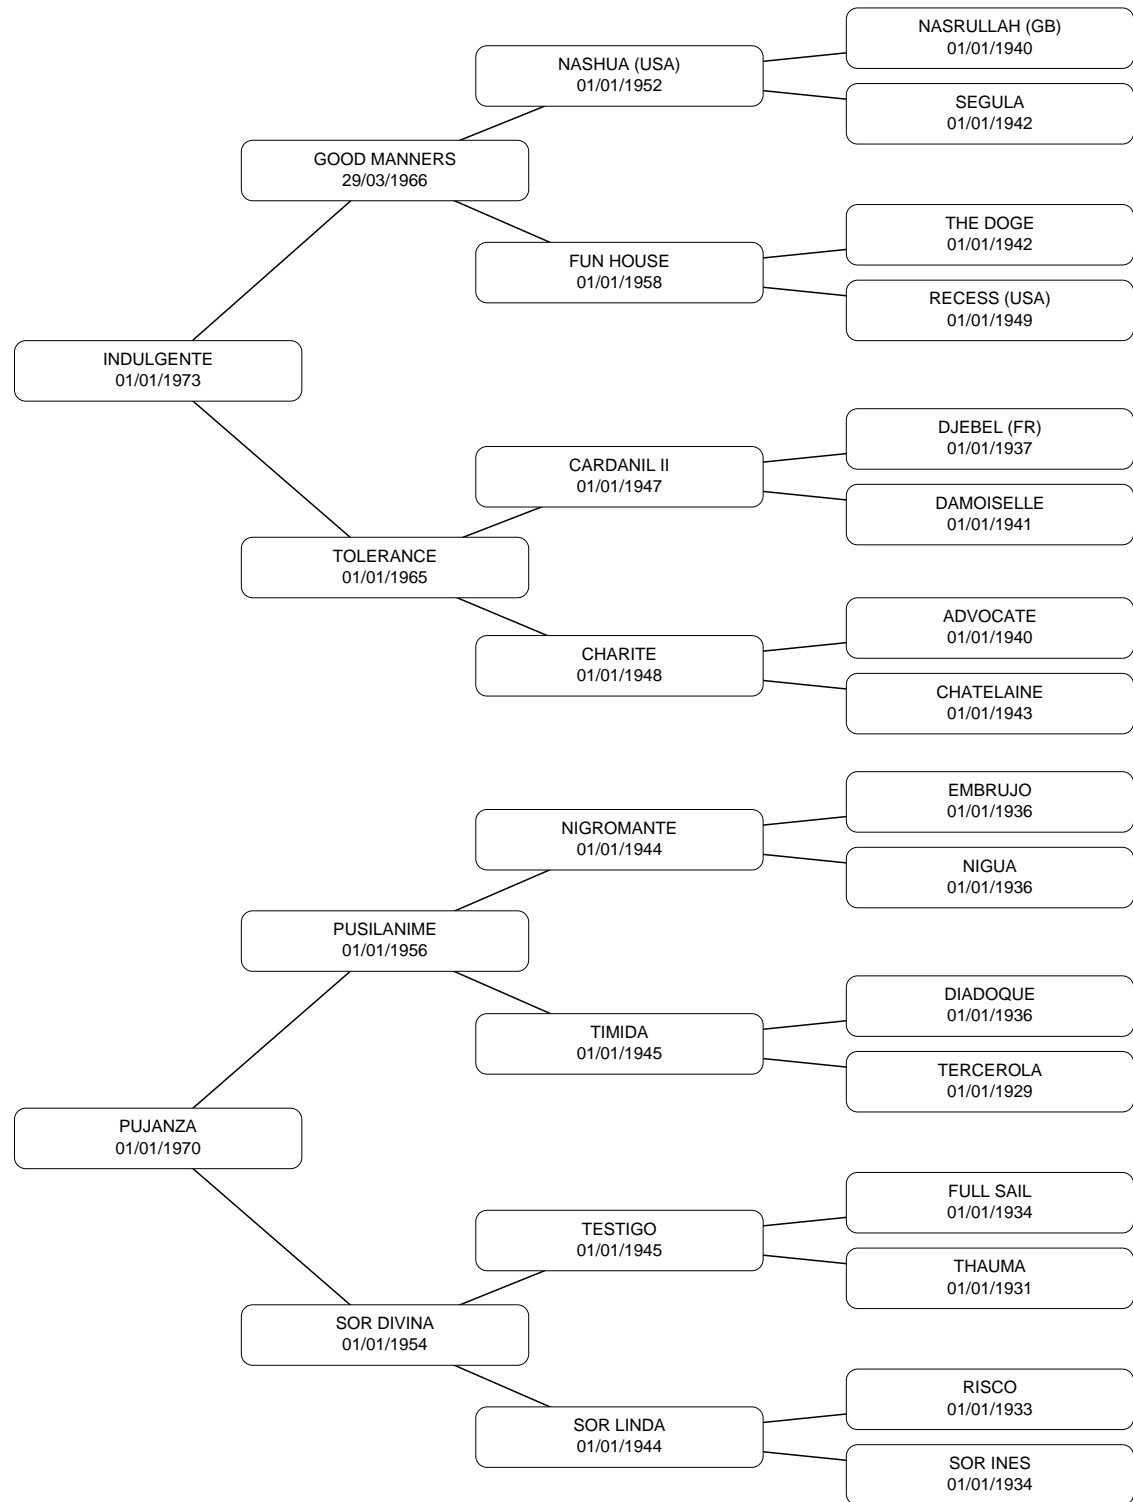 NASRULLAH (GB)
01/01/1940
NASHUA (USA)
01/01/1952
SEGULA
01/01/1942
GOOD MANNERS
29/03/1966
THE DOGE
01/01/1942
FUN HOUSE
01/01/1958
RECESS (USA)
01/01/1949
INDULGENTE
01/01/1973
DJEBEL (FR)
01/01/1937
CARDANIL II
01/01/1947
DAMOISELLE
01/01/1941
TOLERANCE
01/01/1965
ADVOCATE
01/01/1940
CHARITE
01/01/1948
CHATELAINE
01/01/1943
EMBRUJO
01/01/1936
NIGROMANTE
01/01/1944
NIGUA
01/01/1936
PUSILANIME
01/01/1956
DIADOQUE
01/01/1936
TIMIDA
01/01/1945
TERCEROLA
01/01/1929
PUJANZA
01/01/1970
FULL SAIL
01/01/1934
TESTIGO
01/01/1945
THAUMA
01/01/1931
SOR DIVINA
01/01/1954
RISCO
01/01/1933
SOR LINDA
01/01/1944
SOR INES
01/01/1934